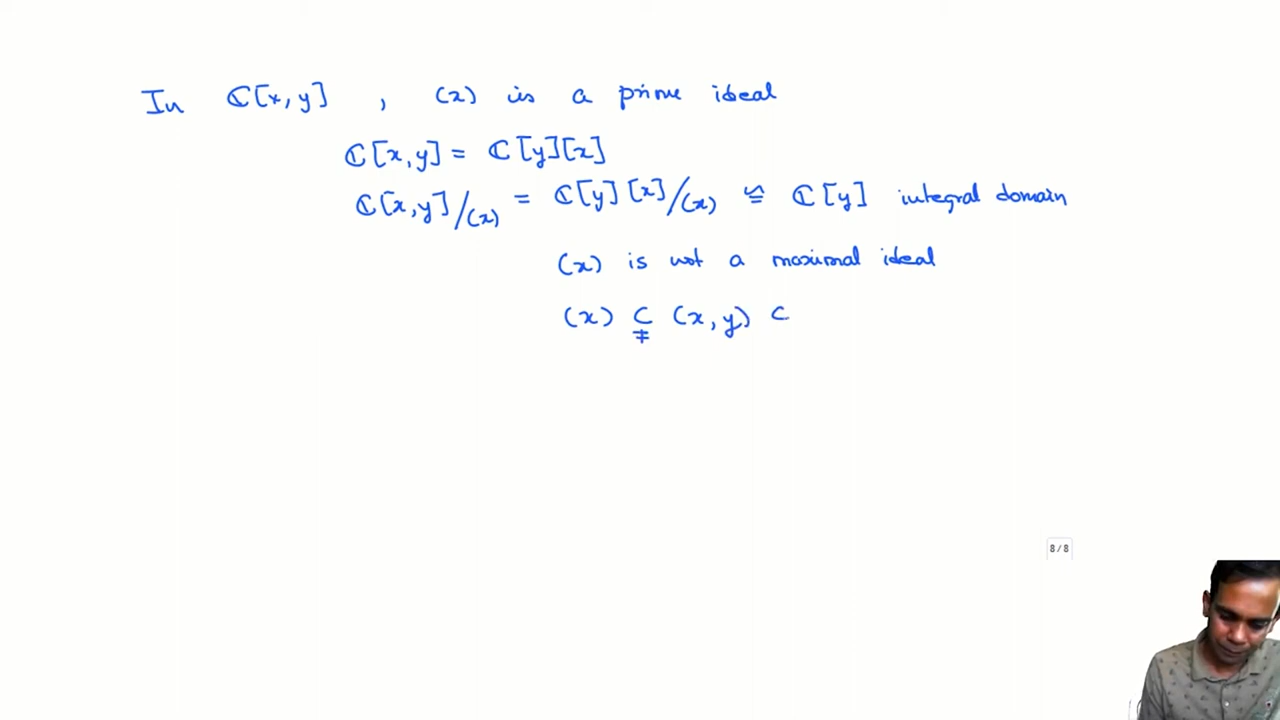 In ℂ[x,y] , (x) is a prime ideal
ℂ[x,y] = ℂ[y][x]
ℂ[x,y]/(x) = ℂ[y][x]/(x) ≅ ℂ[y] integral domain
(x) is not a maximal ideal
(x) ⊊ (x,y) ⊂
8/8